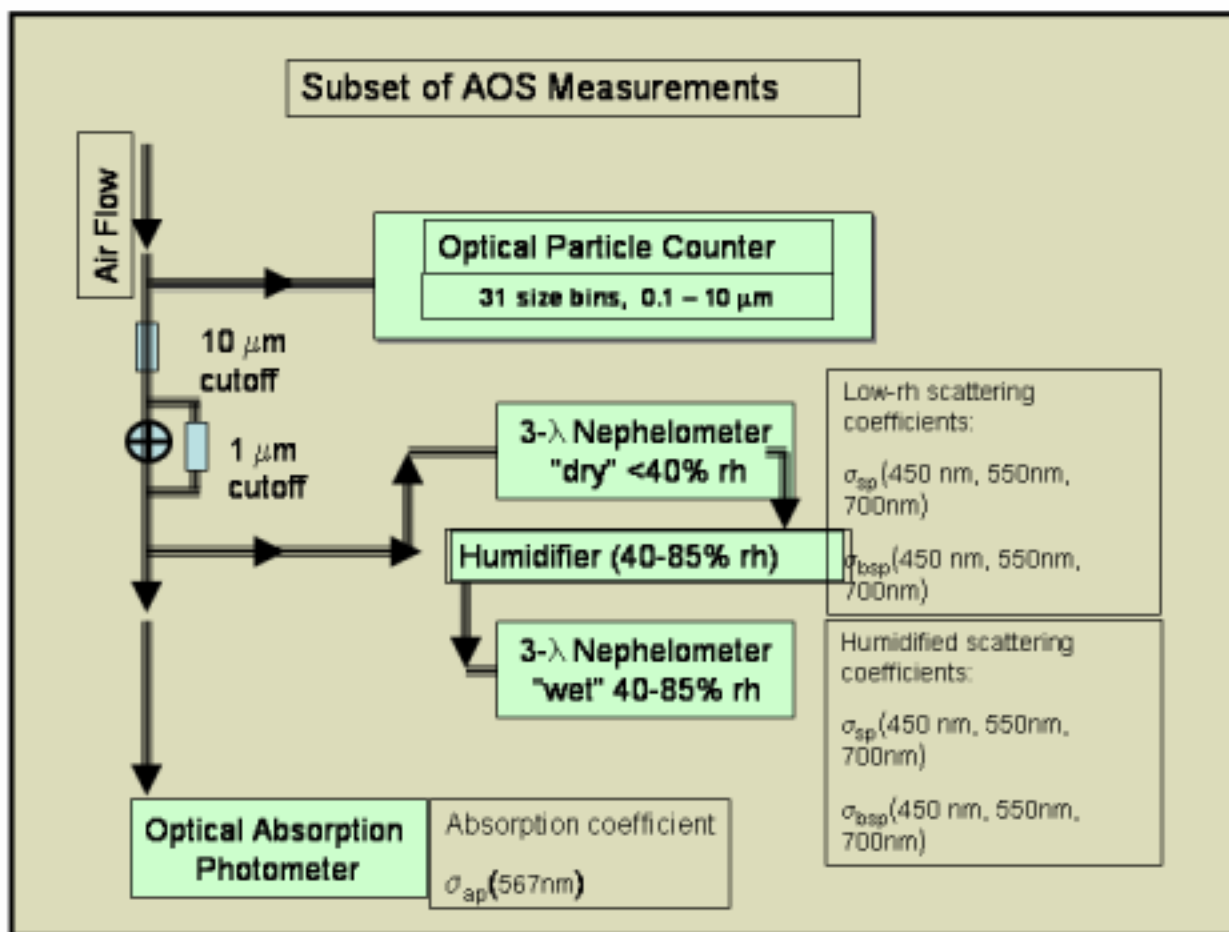 Subset of AOS Measurements
Air Flow
Optical Particle Counter
31 size bins, 0.1 – 10 μm
10 μm
cutoff
1 μm
cutoff
3-λ Nephelometer
"dry" <40% rh
Low-rh scattering
coefficients:
σsp(450 nm, 550nm,
700nm)
σbsp(450 nm, 550nm,
700nm)
Humidifier (40-85% rh)
3-λ Nephelometer
"wet" 40-85% rh
Humidified scattering
coefficients:
σsp(450 nm, 550nm,
700nm)
σbsp(450 nm, 550nm,
700nm)
Optical Absorption
Photometer
Absorption coefficient
σap(567nm)